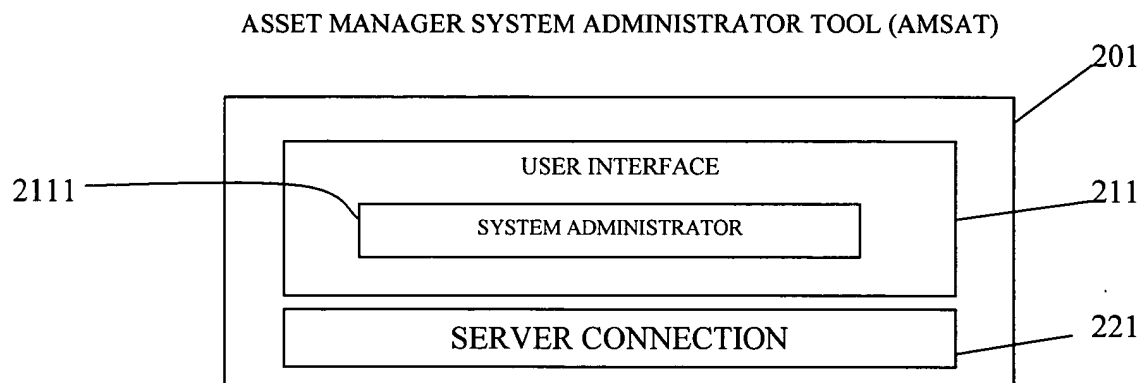 ASSET MANAGER SYSTEM ADMINISTRATOR TOOL (AMSAT)
201
USER INTERFACE
2111
211
SYSTEM ADMINISTRATOR
SERVER CONNECTION
221